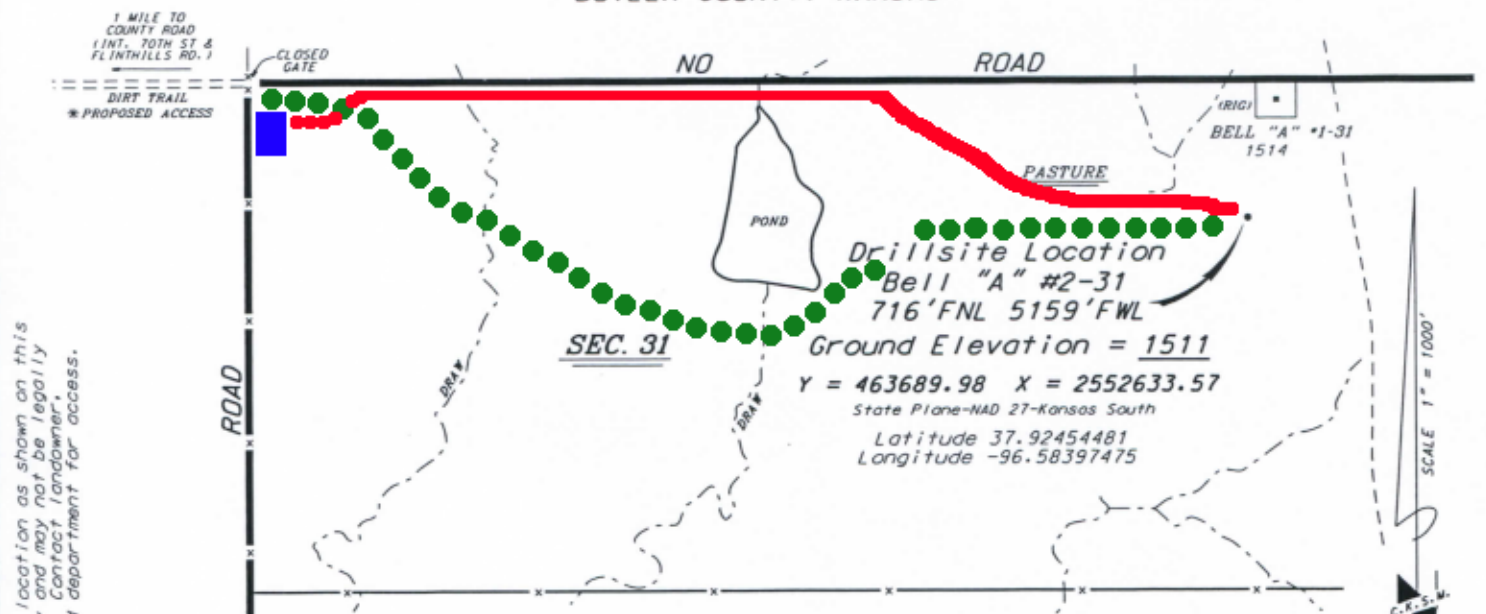 1 MILE TO
COUNTY ROAD
(INT. 70TH ST &
FLINTHILLS RD.)
CLOSED
GATE
NO ROAD
DIRT TRAIL
*PROPOSED ACCESS
(RIG)
BELL "A" #1-31
1514
PASTURE
POND
Drillsite Location
Bell "A" #2-31
716'FNL 5159'FWL
SEC. 31
Ground Elevation = 1511
Y = 463689.98 X = 2552633.57
State Plane-NAD 27-Kansas South
Latitude 37.92454481
Longitude -96.58397475
DRAW
DRAW
ROAD
location as shown on this
and may not be legally
Contact landowner.
department for access.
SCALE 1" = 1000'